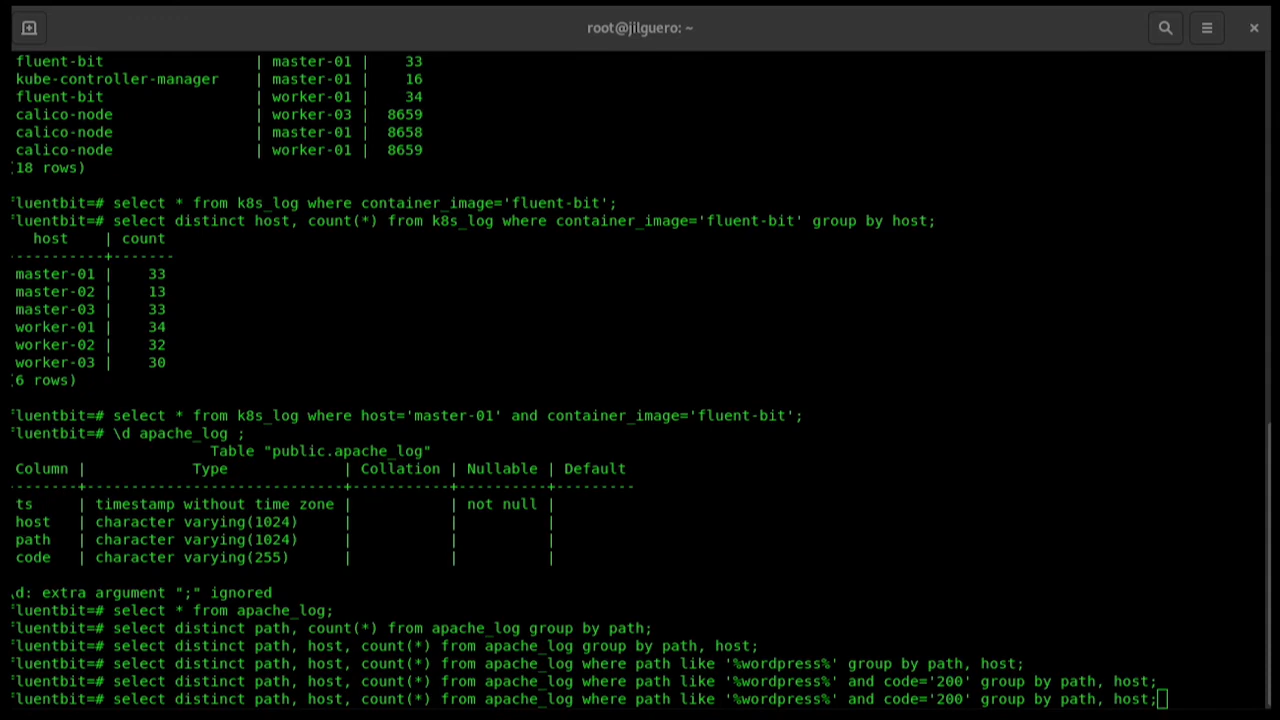 root@jilguero: ~
fluent-bit                 | master-01 |    33
kube-controller-manager    | master-01 |    16
fluent-bit                 | worker-01 |    34
calico-node                | worker-03 |  8659
calico-node                | master-01 |  8658
calico-node                | worker-01 |  8659
(18 rows)
fluentbit=# select * from k8s_log where container_image='fluent-bit';
fluentbit=# select distinct host, count(*) from k8s_log where container_image='fluent-bit' group by host;
  host    | count
-----------+-------
master-01 |    33
master-02 |    13
master-03 |    33
worker-01 |    34
worker-02 |    32
worker-03 |    30
(6 rows)
fluentbit=# select * from k8s_log where host='master-01' and container_image='fluent-bit';
fluentbit=# \d apache_log ;
                      Table "public.apache_log"
Column |            Type             | Collation | Nullable | Default
--------+-----------------------------+-----------+----------+---------
ts     | timestamp without time zone |           | not null |
host   | character varying(1024)     |           |          |
path   | character varying(1024)     |           |          |
code   | character varying(255)      |           |          |
\d: extra argument ";" ignored
fluentbit=# select * from apache_log;
fluentbit=# select distinct path, count(*) from apache_log group by path;
fluentbit=# select distinct path, host, count(*) from apache_log group by path, host;
fluentbit=# select distinct path, host, count(*) from apache_log where path like '%wordpress%' group by path, host;
fluentbit=# select distinct path, host, count(*) from apache_log where path like '%wordpress%' and code='200' group by path, host;
fluentbit=# select distinct path, host, count(*) from apache_log where path like '%wordpress%' and code='200' group by path, host;